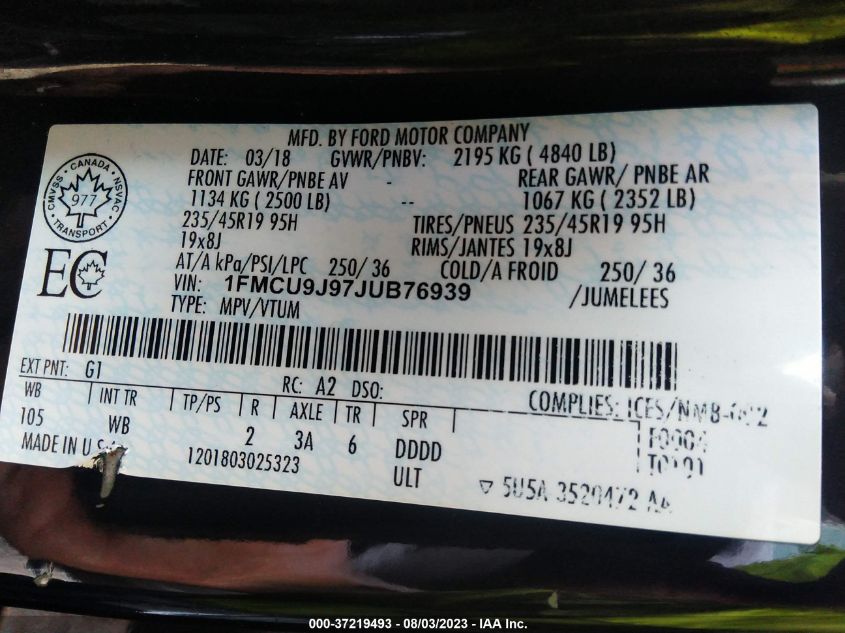 MFD. BY FORD MOTOR COMPANY
DATE: 03/18 GVWR/PNBV: 2195 KG ( 4840 LB)
FRONT GAWR/PNBE AV - REAR GAWR/ PNBE AR
1134 KG ( 2500 LB) -- 1067 KG ( 2352 LB)
235/45R19 95H TIRES/PNEUS 235/45R19 95H
19x8J RIMS/JANTES 19x8J
AT/A kPa/PSI/LPC 250/ 36 COLD/A FROID 250/ 36
VIN: 1FMCU9J97JUB76939 /JUMELEES
TYPE: MPV/VTUM
CMVSS • CANADA • NSVAC
977
TRANSPORT
EC
EXT PNT: G1 RC: A2 DSO:
COMPLIES: ICES/
WB INT TR TP/PS R AXLE TR SPR
105 WB 2 3A 6 DDDD
MADE IN U S
1201803025323 ULT
5U5A 3520472 AA
000-37219493 - 08/03/2023 - IAA Inc.